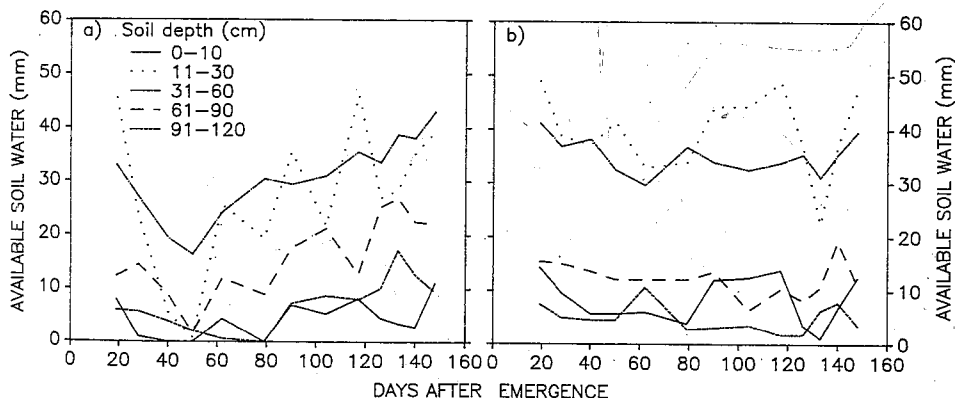 a) Soil depth (cm)
0-10
11-30
31-60
61-90
91-120
AVAILABLE SOIL WATER (mm)
60
50
40
30
20
10
0
0 20 40 60 80 100 120 140 160
b)
60
50
40
30
20
10
0
0 20 40 60 80 100 120 140 160
AVAILABLE SOIL WATER (mm)
DAYS AFTER EMERGENCE